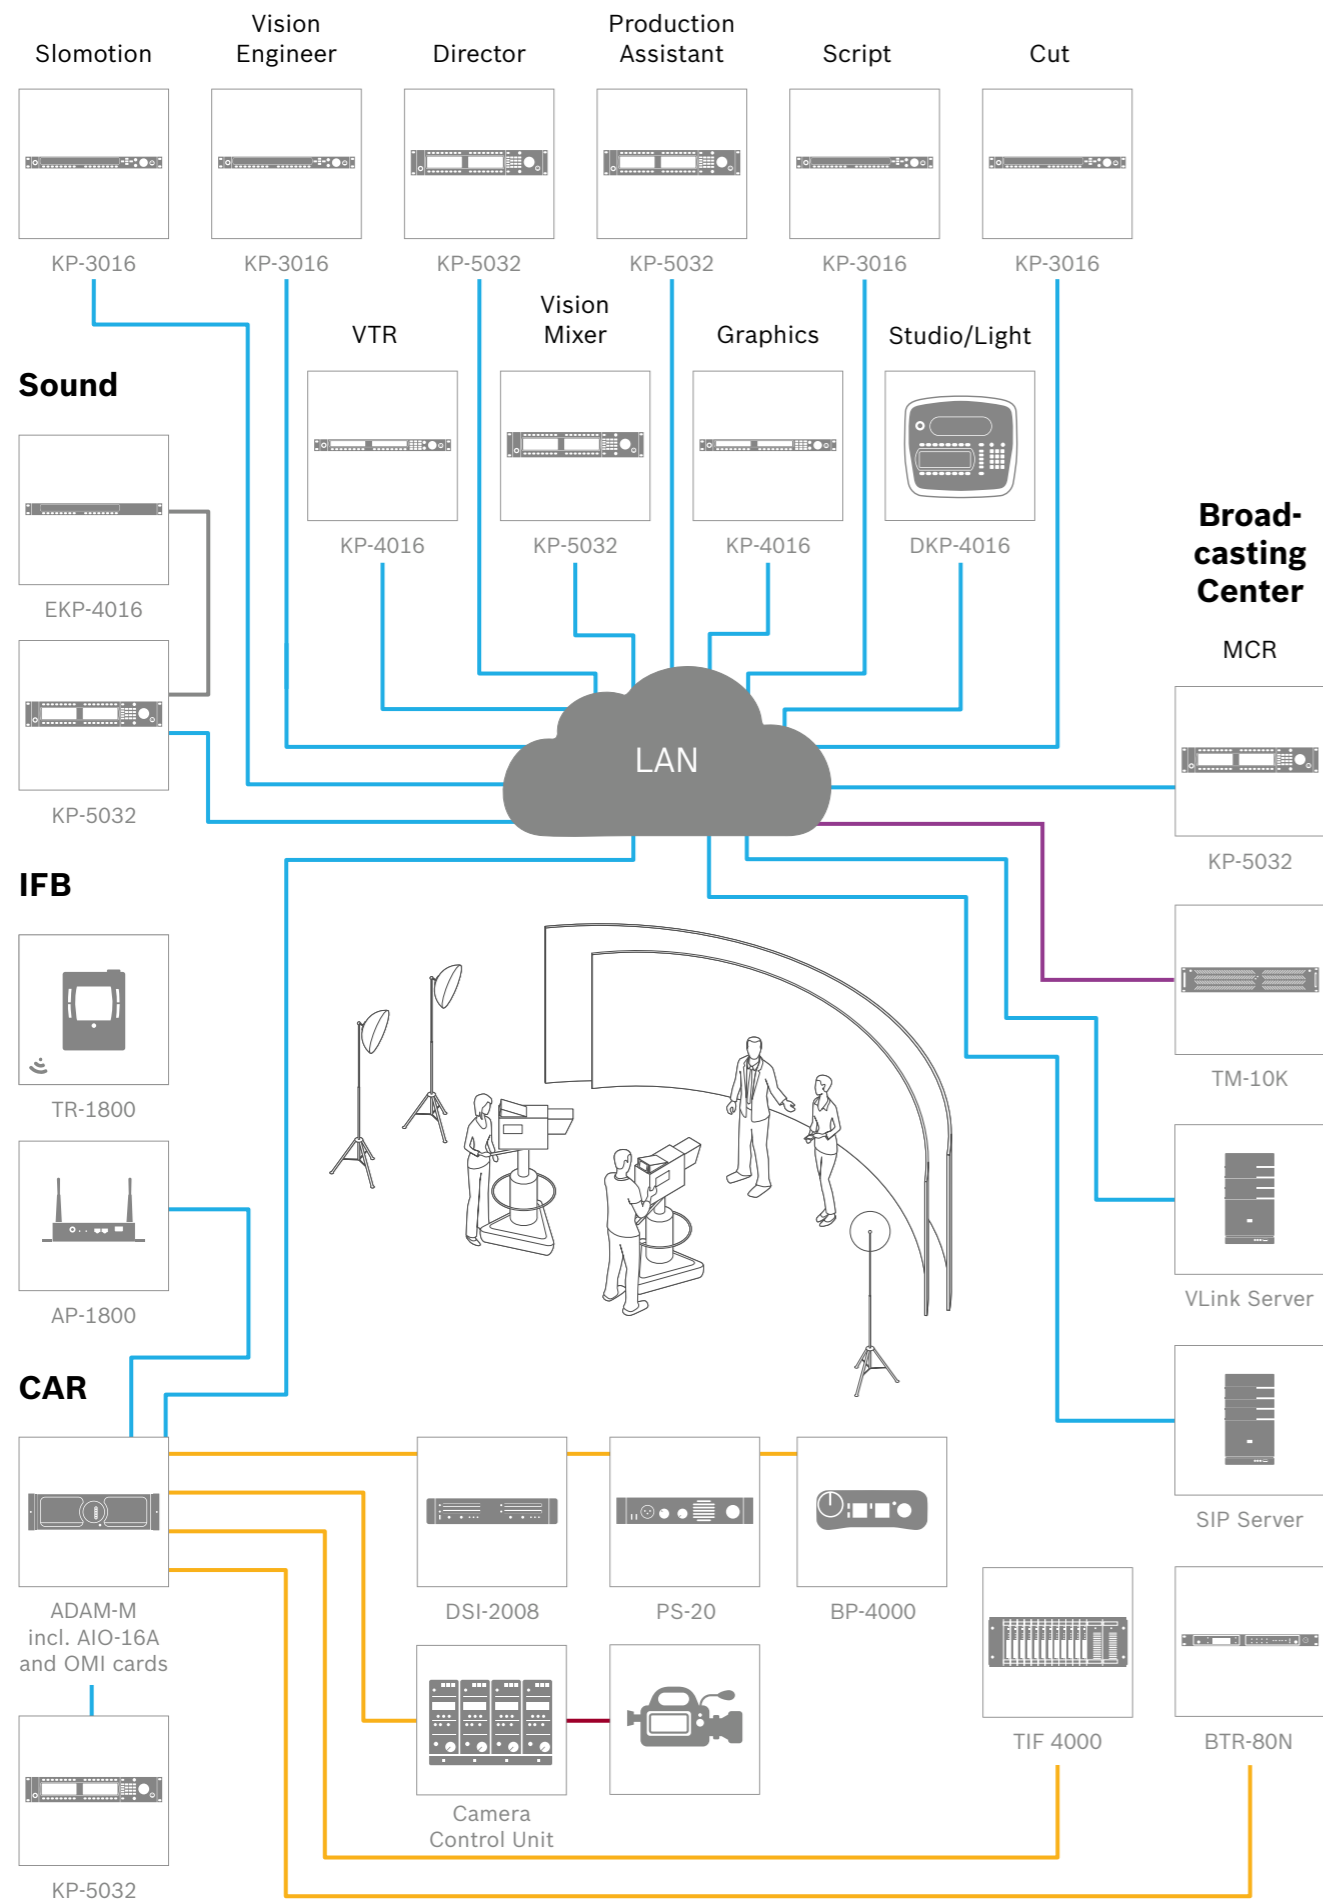 Slomotion
Vision
Engineer
Director
Production
Assistant
Script
Cut
KP-3016
KP-3016
KP-5032
KP-5032
KP-3016
KP-3016
VTR
Vision
Mixer
Graphics
Studio/Light
KP-4016
KP-5032
KP-4016
DKP-4016
Sound
EKP-4016
KP-5032
LAN
Broad-
casting
Center
MCR
KP-5032
TM-10K
VLink Server
SIP Server
IFB
TR-1800
AP-1800
CAR
ADAM-M
incl. AIO-16A
and OMI cards
KP-5032
DSI-2008
PS-20
BP-4000
Camera
Control Unit
TIF 4000
BTR-80N